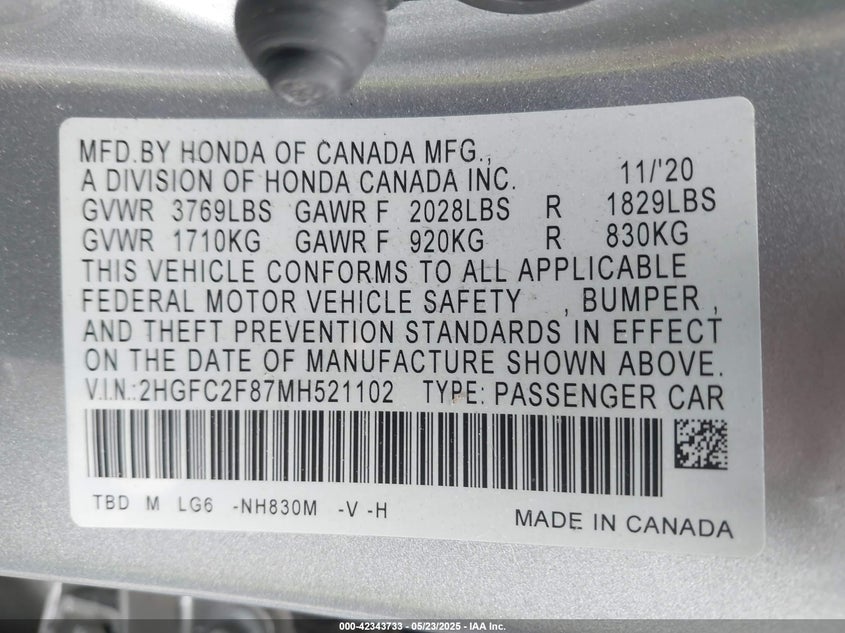 MFD.BY HONDA OF CANADA MFG.,
A DIVISION OF HONDA CANADA INC. 11/'20
GVWR 3769LBS GAWR F 2028LBS R 1829LBS
GVWR 1710KG GAWR F 920KG R 830KG
THIS VEHICLE CONFORMS TO ALL APPLICABLE
FEDERAL MOTOR VEHICLE SAFETY , BUMPER ,
AND THEFT PREVENTION STANDARDS IN EFFECT
ON THE DATE OF MANUFACTURE SHOWN ABOVE.
V.I.N.:2HGFC2F87MH521102 TYPE: PASSENGER CAR
TBD M LG6 -NH830M -V -H
MADE IN CANADA
000-42343733 - 05/23/2025 - IAA Inc.